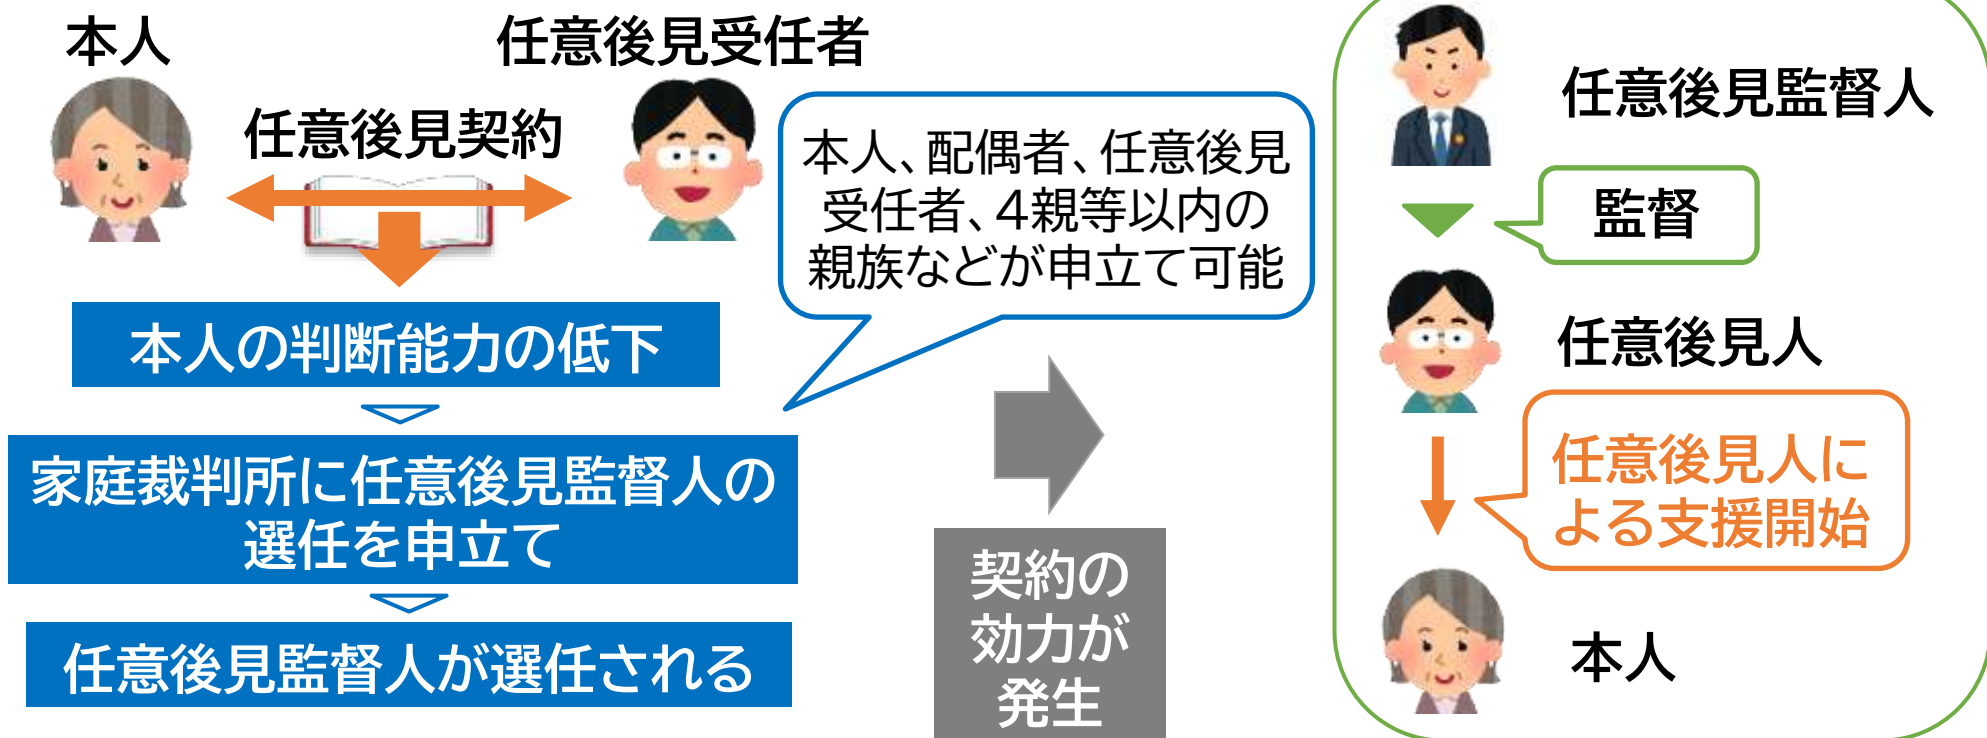 本人
任意後見受任者
任意後見契約
本人、配偶者、任意後見
受任者、4親等以内の
親族などが申立て可能
本人の判断能力の低下
家庭裁判所に任意後見監督人の
選任を申立て
任意後見監督人が選任される
契約の
効力が
発生
任意後見監督人
監督
任意後見人
任意後見人に
よる支援開始
本人